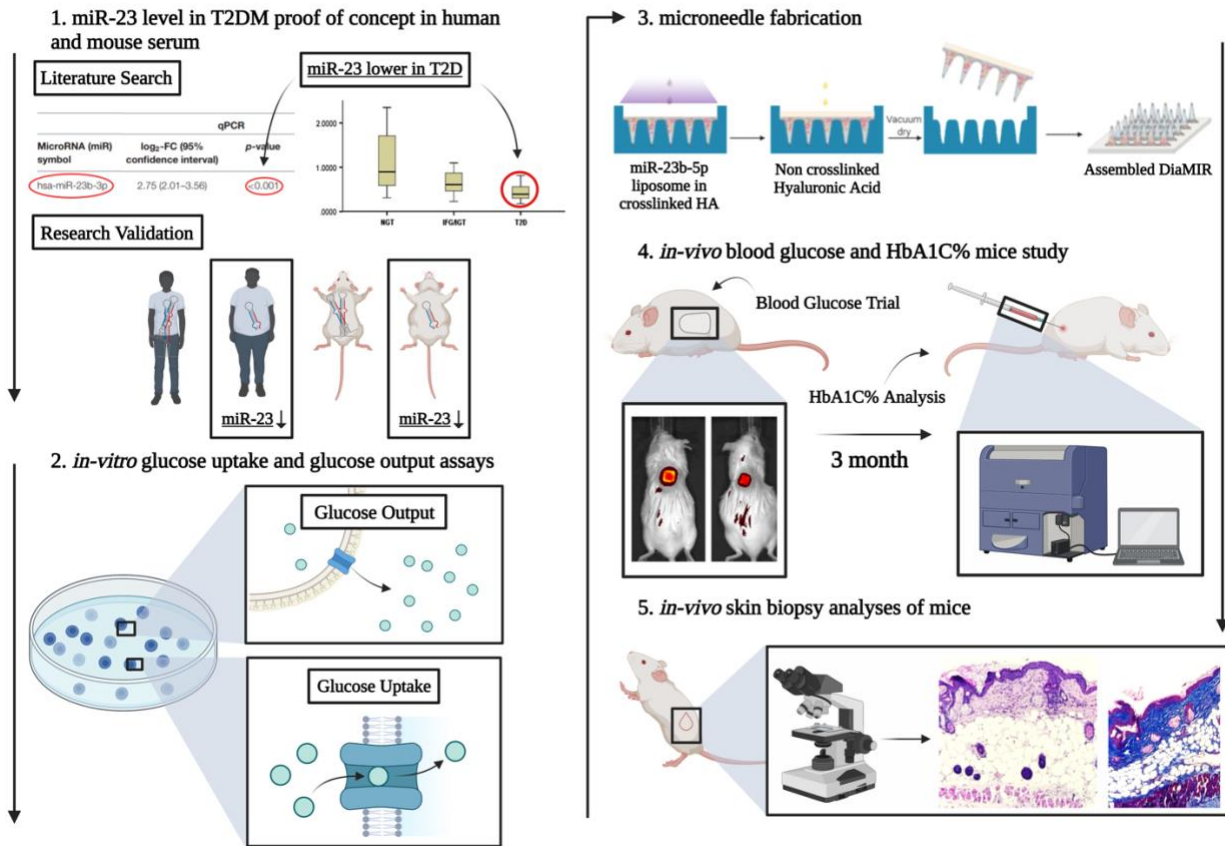 1. miR-23 level in T2DM proof of concept in human
and mouse serum
Literature Search
miR-23 lower in T2D
qPCR
MicroRNA (miR)
symbol
log₂-FC (95%
confidence interval)
p-value
hsa-miR-23b-3p
2.75 (2.01–3.56)
<0.001
2.0000
1.0000
.0000
NGT
IFG/IGT
T2D
Research Validation
miR-23 ↓
miR-23 ↓
2. in-vitro glucose uptake and glucose output assays
Glucose Output
Glucose Uptake
3. microneedle fabrication
miR-23b-5p
liposome in
crosslinked HA
Non crosslinked
Hyaluronic Acid
Vacuum
dry
Assembled DiaMIR
4. in-vivo blood glucose and HbA1C% mice study
Blood Glucose Trial
HbA1C% Analysis
3 month
5. in-vivo skin biopsy analyses of mice